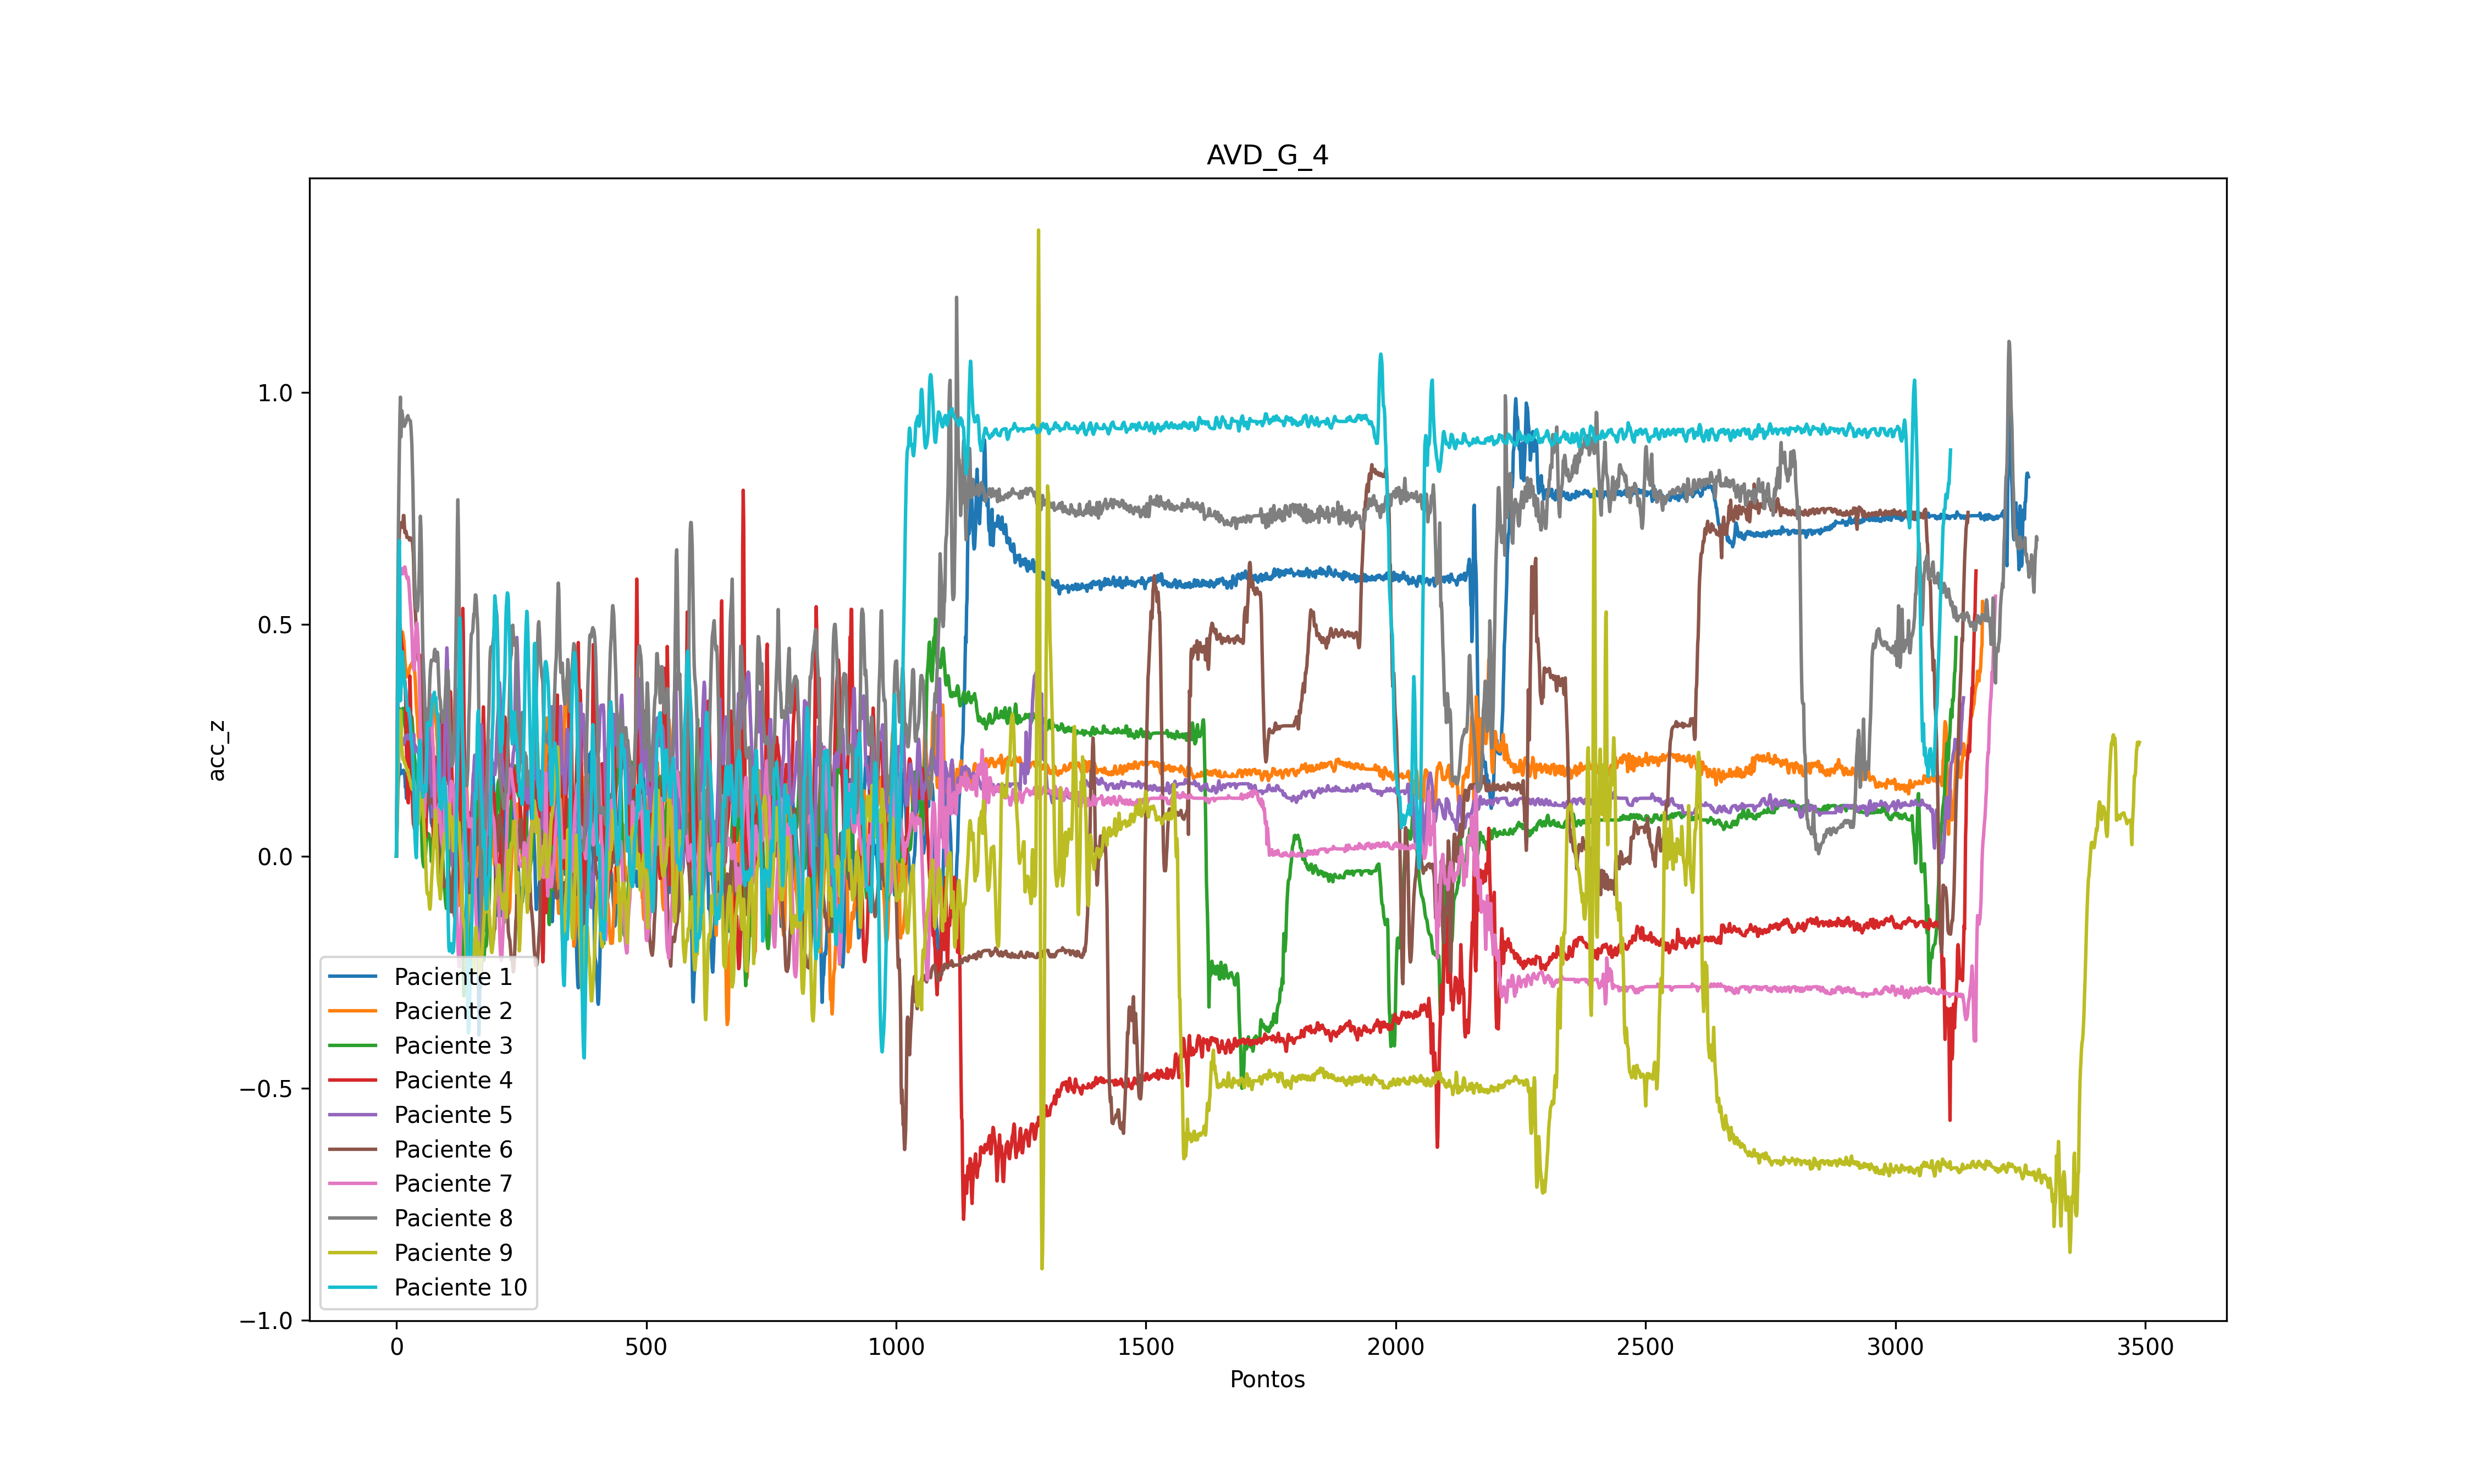 AVD_G_4
acc_z
1.0
0.5
0.0
−0.5
−1.0
Paciente 1
Paciente 2
Paciente 3
Paciente 4
Paciente 5
Paciente 6
Paciente 7
Paciente 8
Paciente 9
Paciente 10
0 500 1000 1500 2000 2500 3000 3500
Pontos